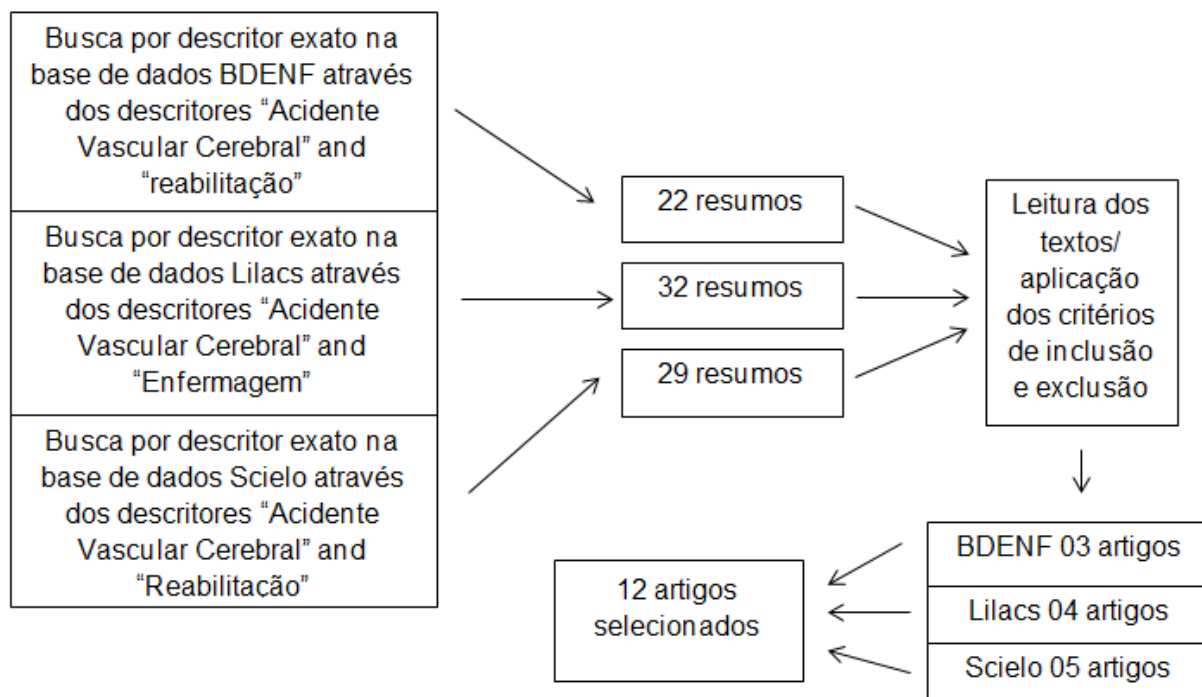 Busca por descritor exato na
base de dados BDENF através
dos descritores “Acidente
Vascular Cerebral” and
“reabilitação”
Busca por descritor exato na
base de dados Lilacs através
dos descritores “Acidente
Vascular Cerebral” and
“Enfermagem”
Busca por descritor exato na
base de dados Scielo através
dos descritores “Acidente
Vascular Cerebral” and
“Reabilitação”
22 resumos
32 resumos
29 resumos
Leitura dos
textos/
aplicação
dos critérios
de inclusão
e exclusão
BDENF 03 artigos
Lilacs 04 artigos
Scielo 05 artigos
12 artigos
selecionados